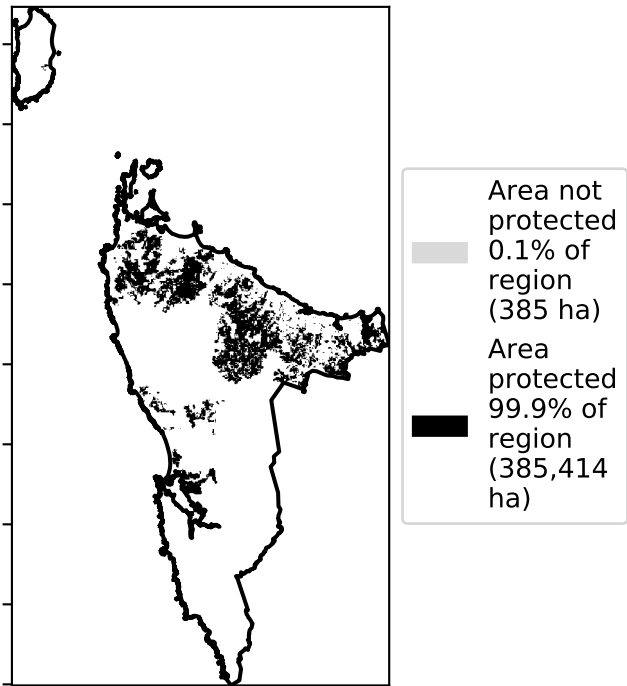 Area not
protected
0.1% of
region
(385 ha)
Area
protected
99.9% of
region
(385,414
ha)